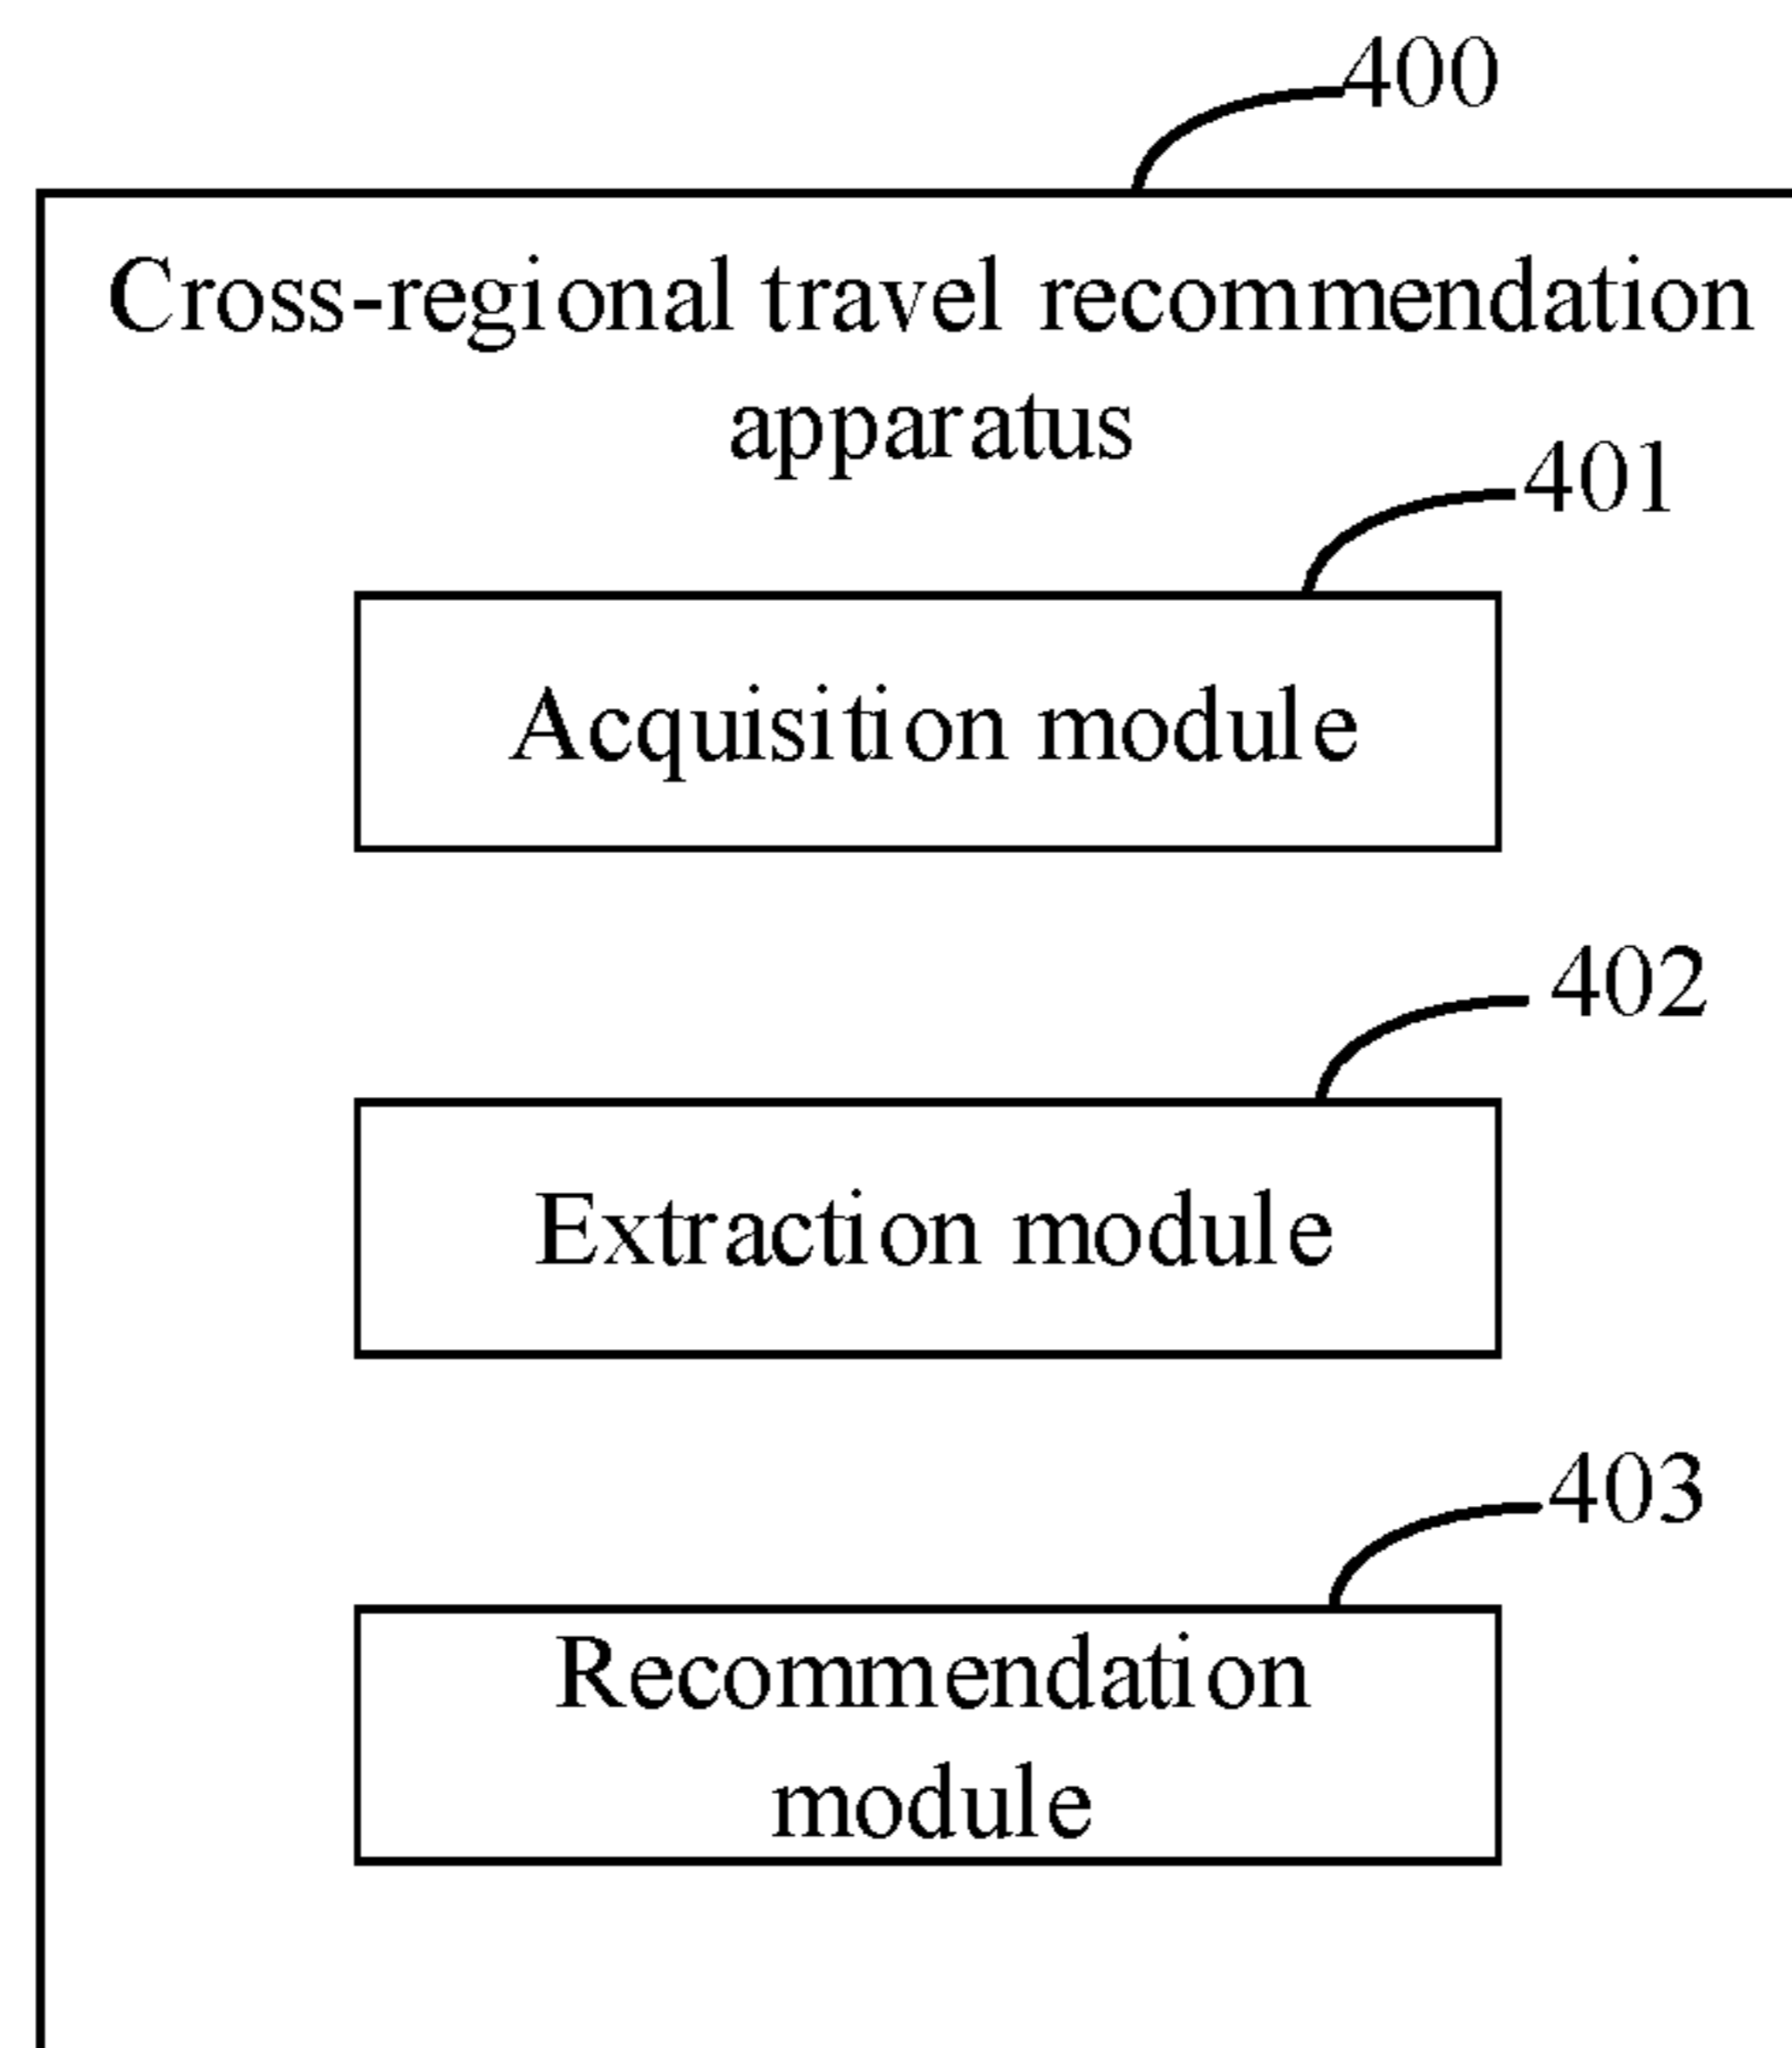 400
Cross-regional travel recommendation
apparatus
401
Acquisition module
402
Extraction module
403
Recommendation
module